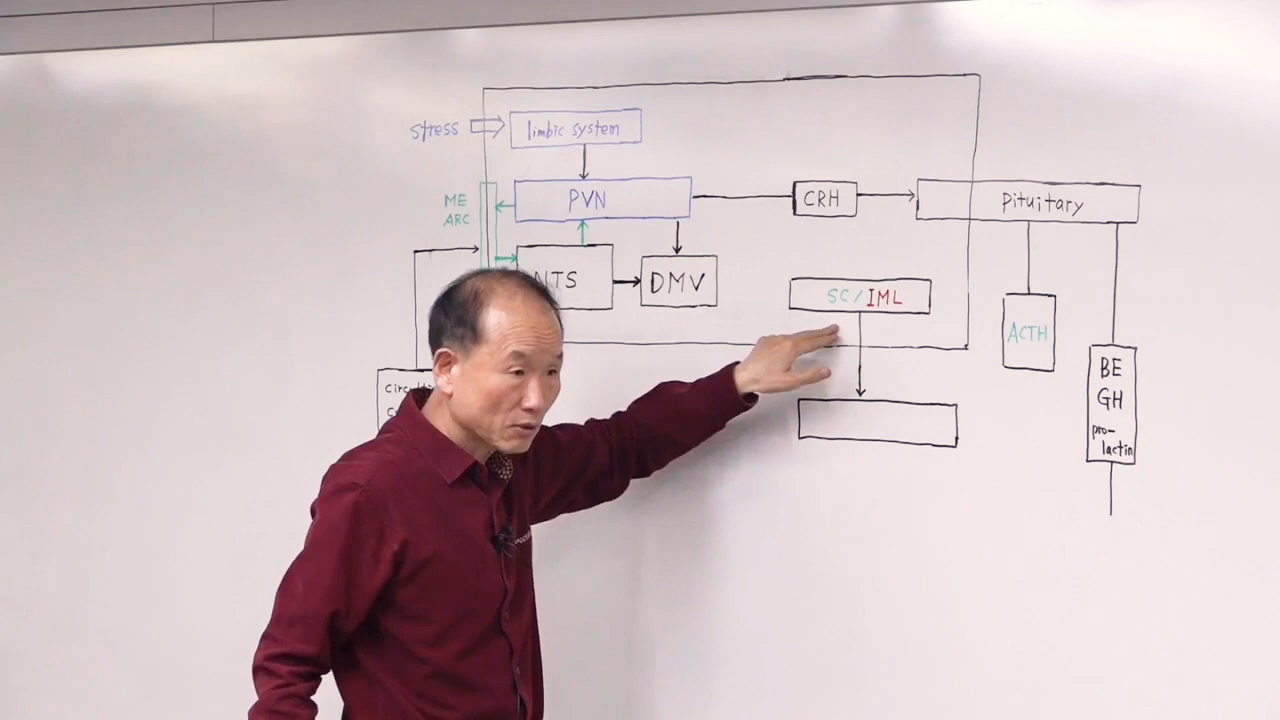 stress
limbic system
ME
ARC
PVN
CRH
Pituitary
NTS
DMV
SC/IML
ACTH
BE
GH
pro-
lactin